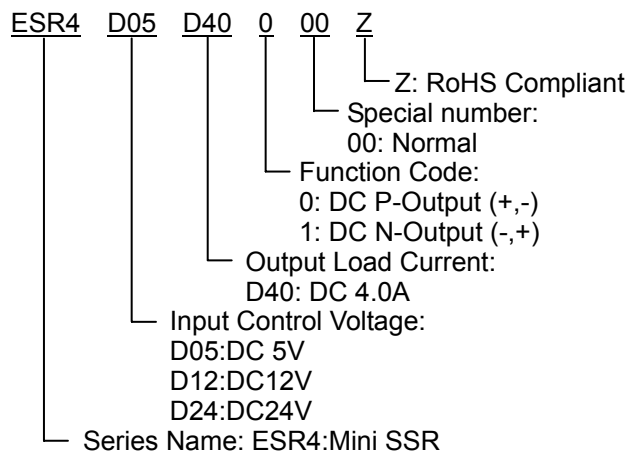 ESR4 D05 D40 0 00 Z
Z: RoHS Compliant
Special number:
00: Normal
Function Code:
0: DC P-Output (+,-)
1: DC N-Output (-,+)
Output Load Current:
D40: DC 4.0A
Input Control Voltage:
D05:DC 5V
D12:DC12V
D24:DC24V
Series Name: ESR4:Mini SSR